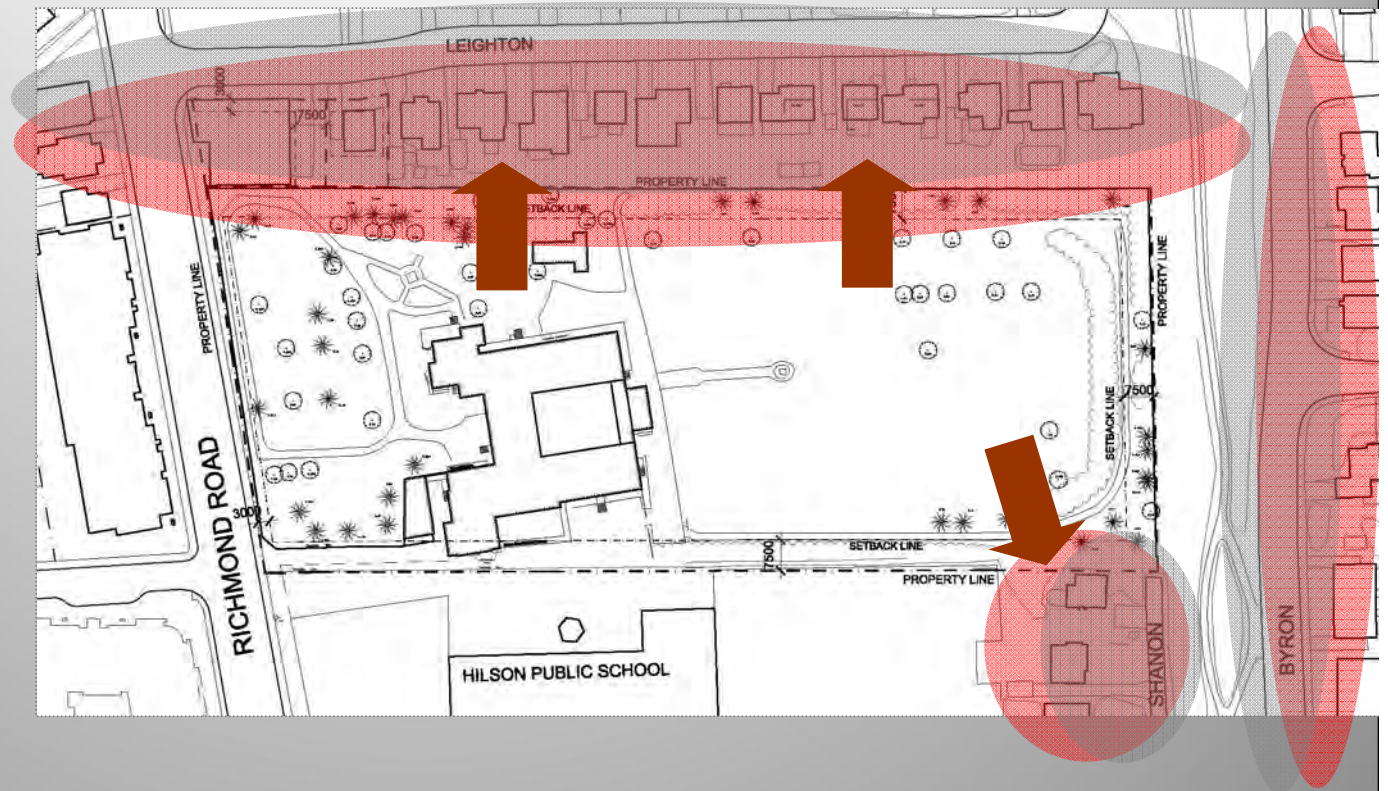 LEIGHTON
3000
7500
PROPERTY LINE
SETBACK LINE
PROPERTY LINE
PROPERTY LINE
SETBACK LINE
7500
RICHMOND ROAD
3000
7500
SETBACK LINE
PROPERTY LINE
HILSON PUBLIC SCHOOL
SHANON
BYRON